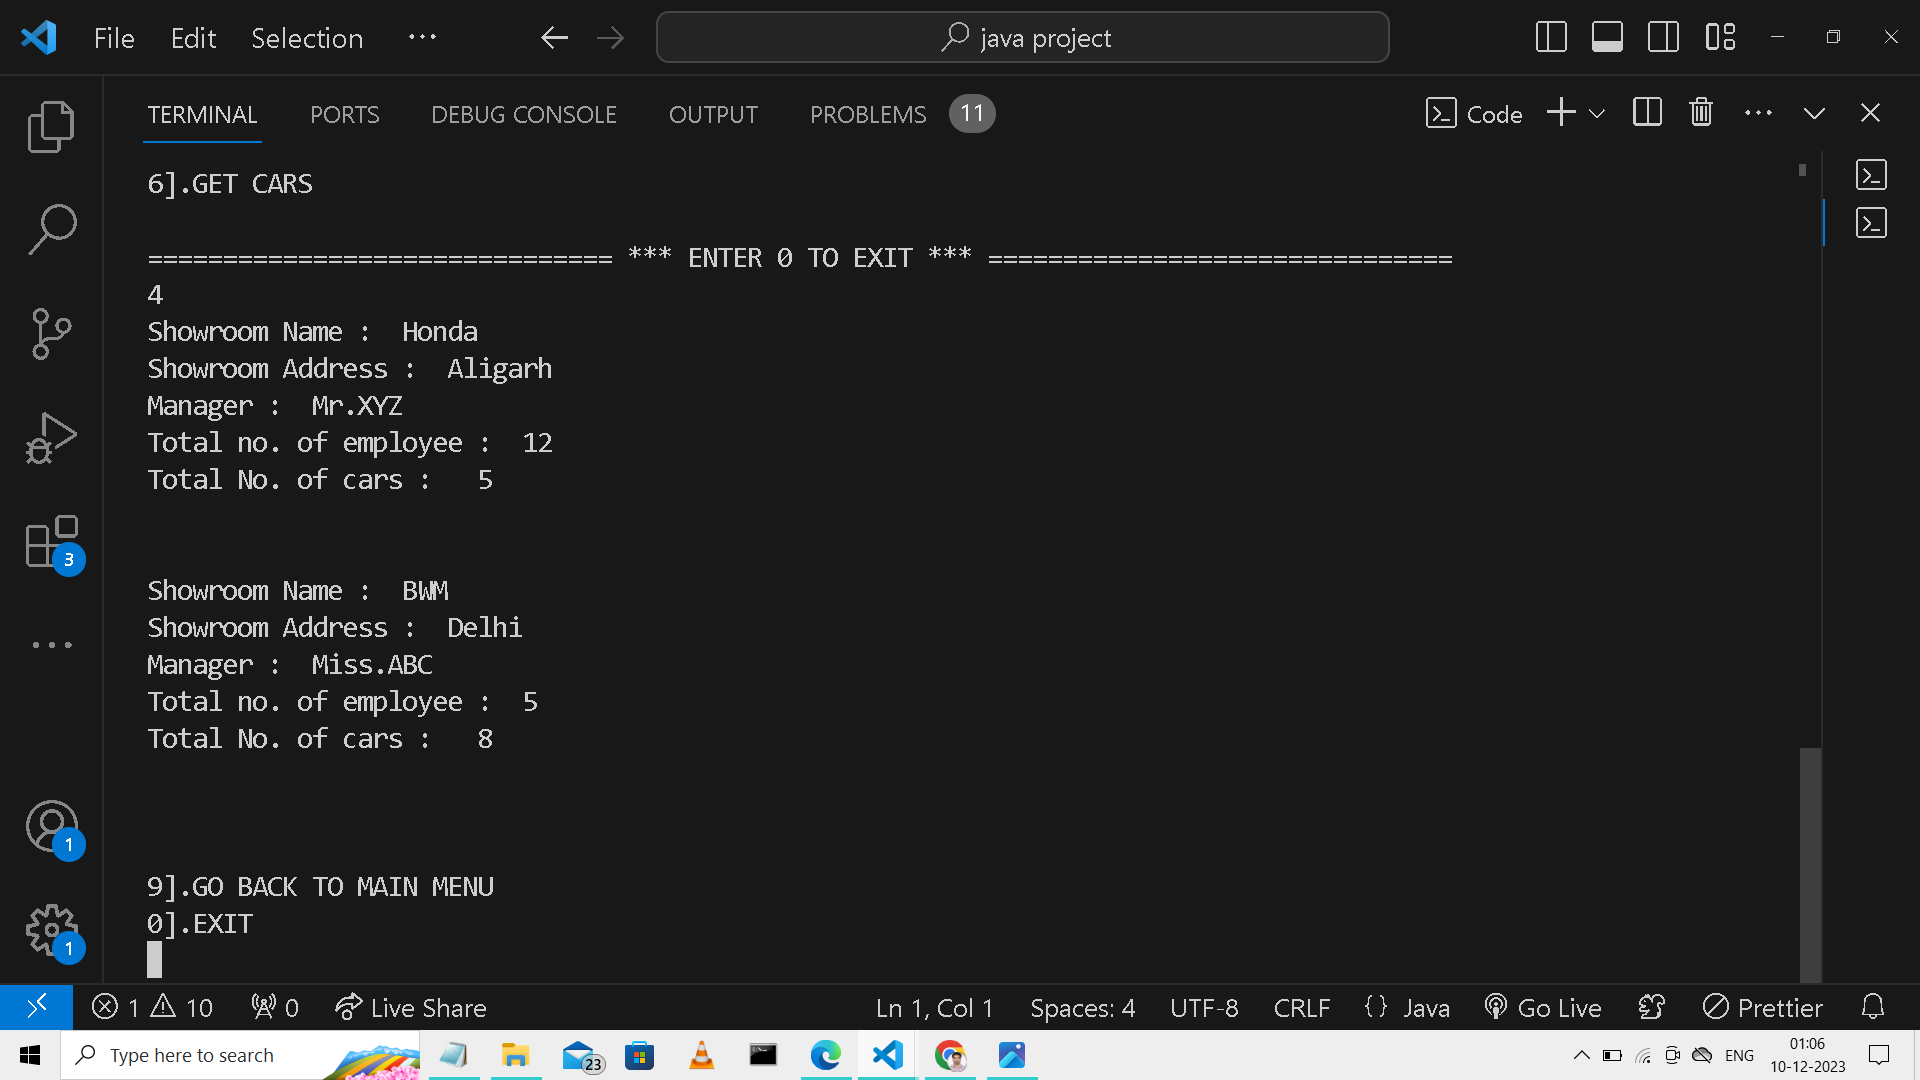 File Edit Selection ··· java project
TERMINAL PORTS DEBUG CONSOLE OUTPUT PROBLEMS 11 Code
6].GET CARS
=============================== *** ENTER 0 TO EXIT *** ===============================
4
Showroom Name :  Honda
Showroom Address :  Aligarh
Manager :  Mr.XYZ
Total no. of employee :  12
Total No. of cars :   5
Showroom Name :  BWM
Showroom Address :  Delhi
Manager :  Miss.ABC
Total no. of employee :  5
Total No. of cars :   8
9].GO BACK TO MAIN MENU
0].EXIT
3
1
1
1 10 0 Live Share Ln 1, Col 1 Spaces: 4 UTF-8 CRLF {} Java Go Live Prettier
Type here to search 23 ENG 01:06
10-12-2023